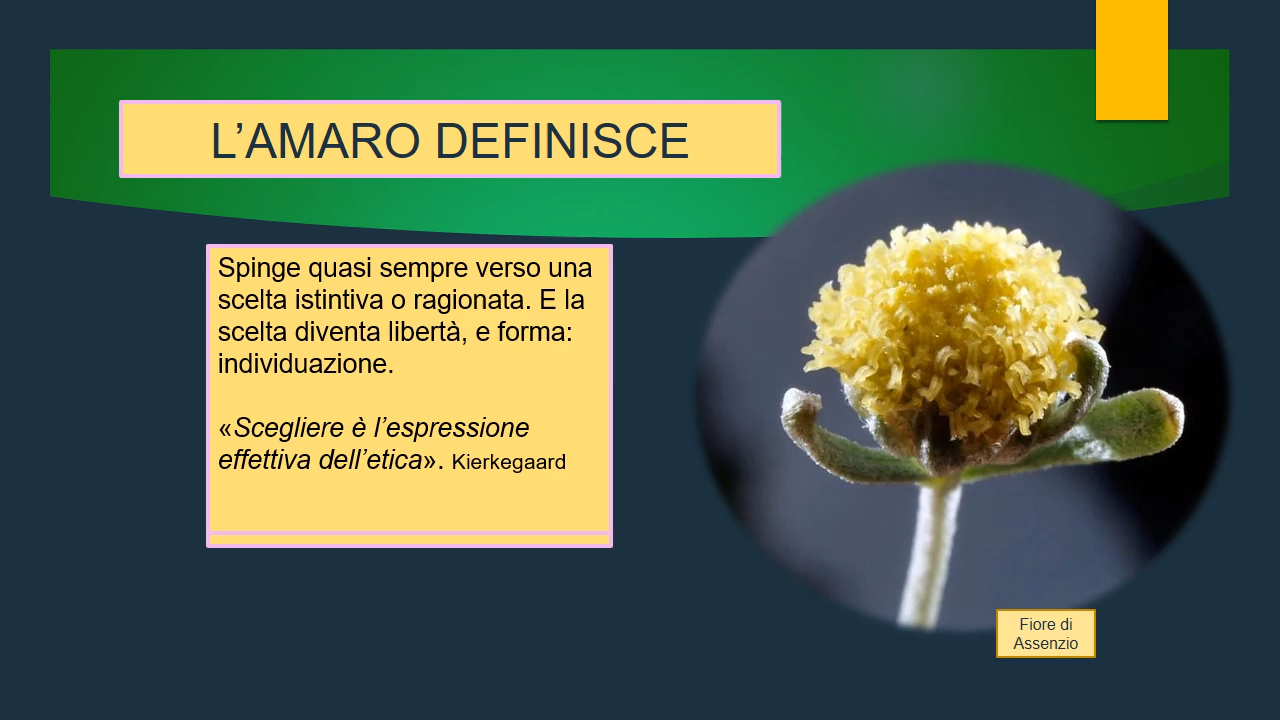 L’AMARO DEFINISCE
Spinge quasi sempre verso una
scelta istintiva o ragionata. E la
scelta diventa libertà, e forma:
individuazione.
«Scegliere è l’espressione
effettiva dell’etica». Kierkegaard
Fiore di
Assenzio